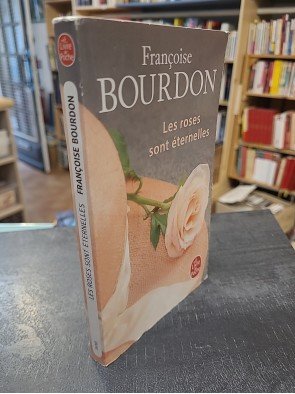 Françoise
BOURDON
Les roses
sont éternelles
Le Livre
de Poche
LES ROSES SONT ÉTERNELLES
FRANÇOISE BOURDON